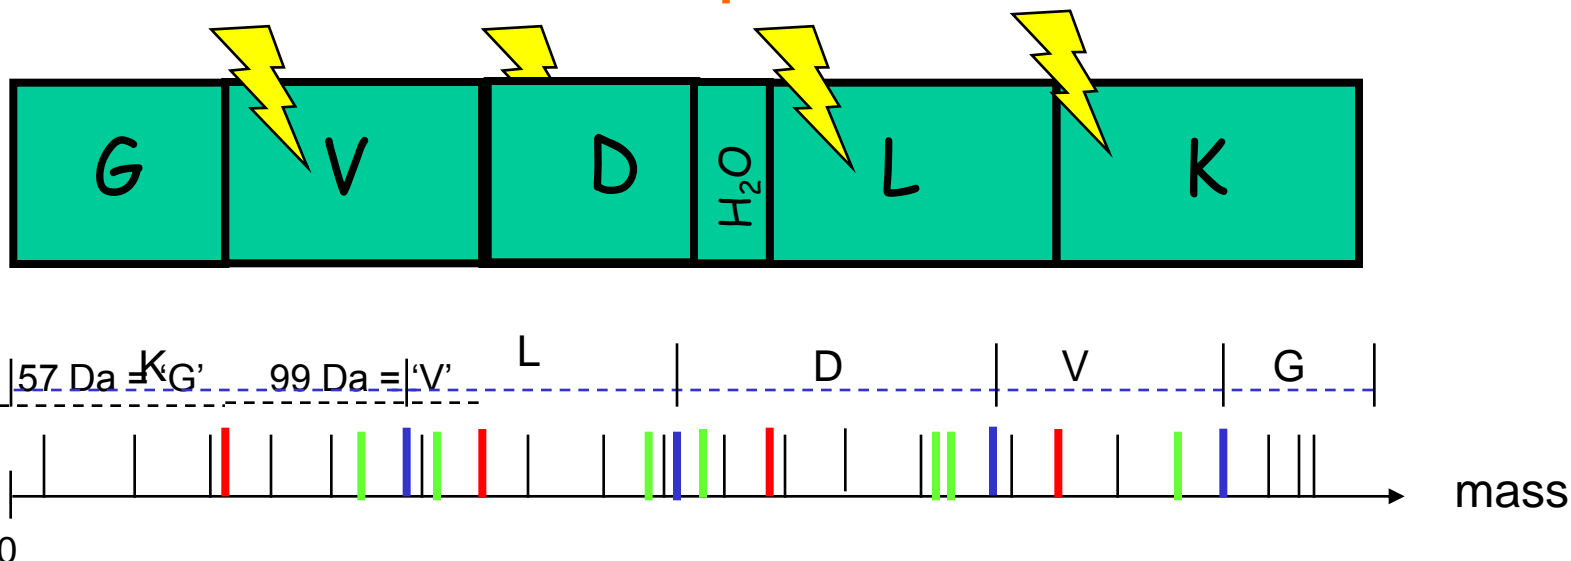 G V D H₂O L K
K L D V G
57 Da = ‘G’ 99 Da = ‘V’
mass
0